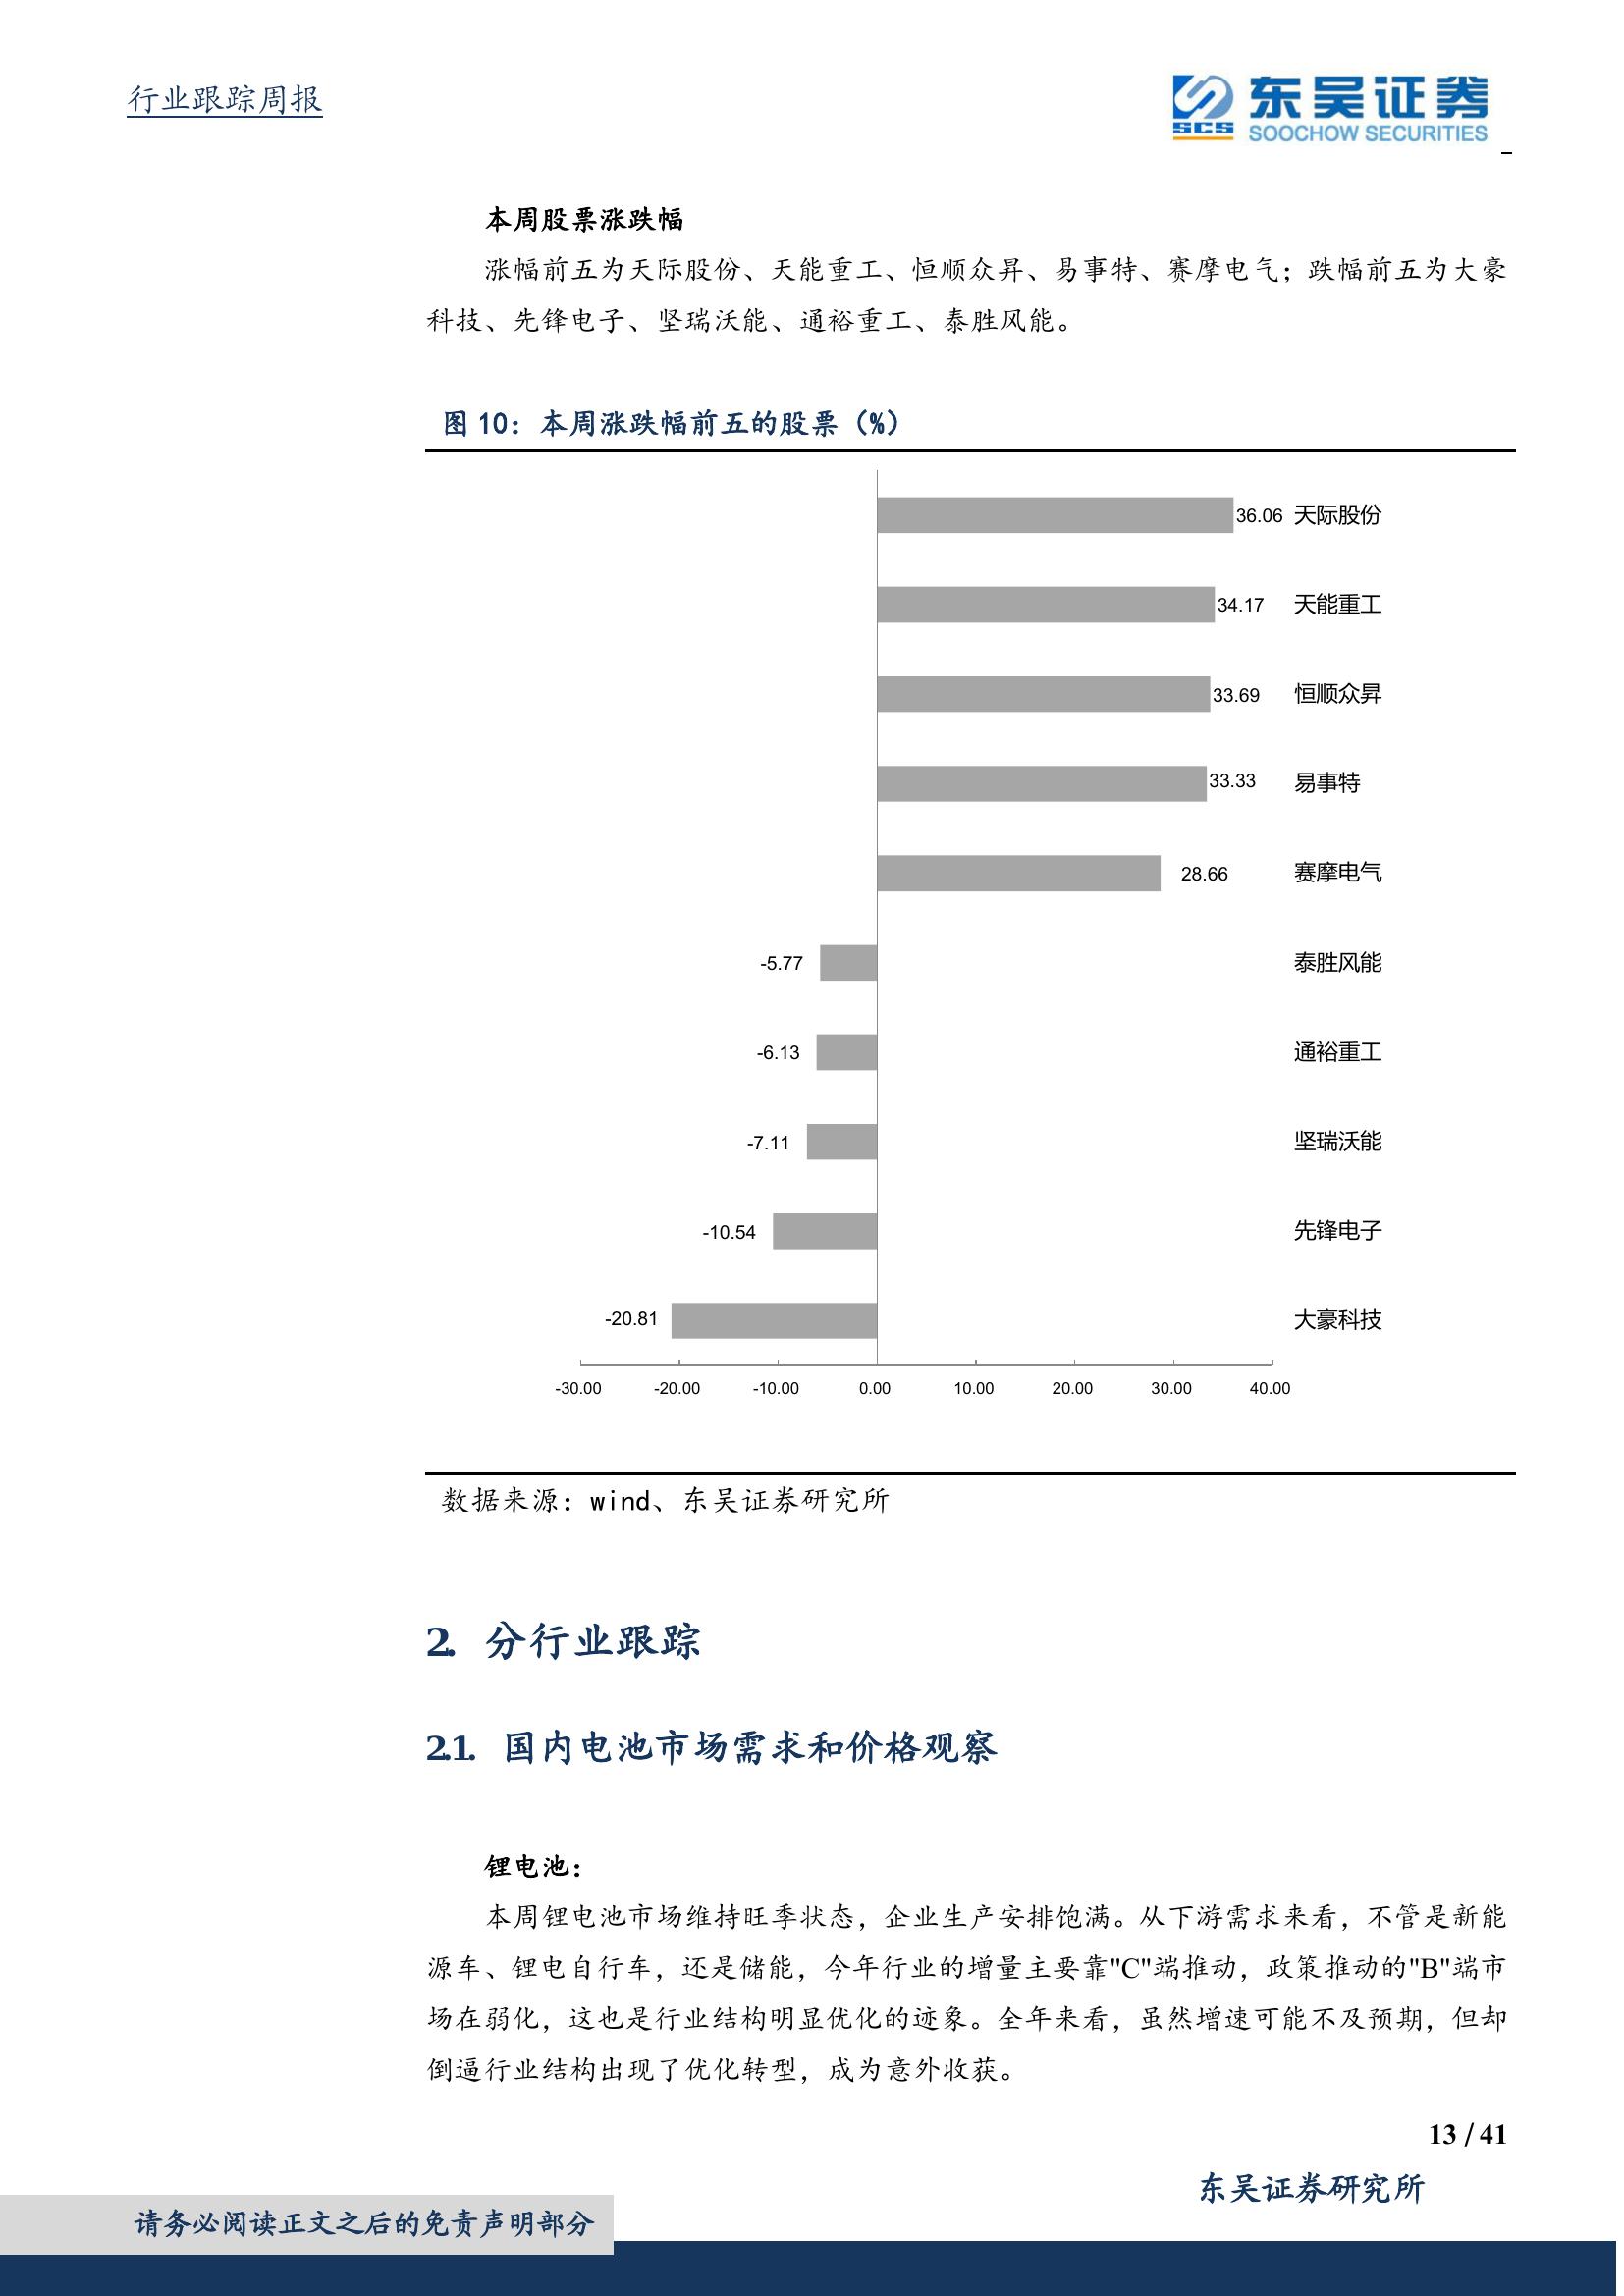 行业跟踪周报
SCS
东吴证券
SOOCHOW SECURITIES
本周股票涨跌幅
涨幅前五为天际股份、天能重工、恒顺众昇、易事特、赛摩电气；跌幅前五为大豪
科技、先锋电子、坚瑞沃能、通裕重工、泰胜风能。
图 10：本周涨跌幅前五的股票（%）
36.06 天际股份
34.17 天能重工
33.69 恒顺众昇
33.33 易事特
28.66 赛摩电气
-5.77 泰胜风能
-6.13 通裕重工
-7.11 坚瑞沃能
-10.54 先锋电子
-20.81 大豪科技
-30.00 -20.00 -10.00 0.00 10.00 20.00 30.00 40.00
数据来源：wind、东吴证券研究所
2. 分行业跟踪
2.1. 国内电池市场需求和价格观察
锂电池：
本周锂电池市场维持旺季状态，企业生产安排饱满。从下游需求来看，不管是新能
源车、锂电自行车，还是储能，今年行业的增量主要靠"C"端推动，政策推动的"B"端市
场在弱化，这也是行业结构明显优化的迹象。全年来看，虽然增速可能不及预期，但却
倒逼行业结构出现了优化转型，成为意外收获。
13 / 41
东吴证券研究所
请务必阅读正文之后的免责声明部分